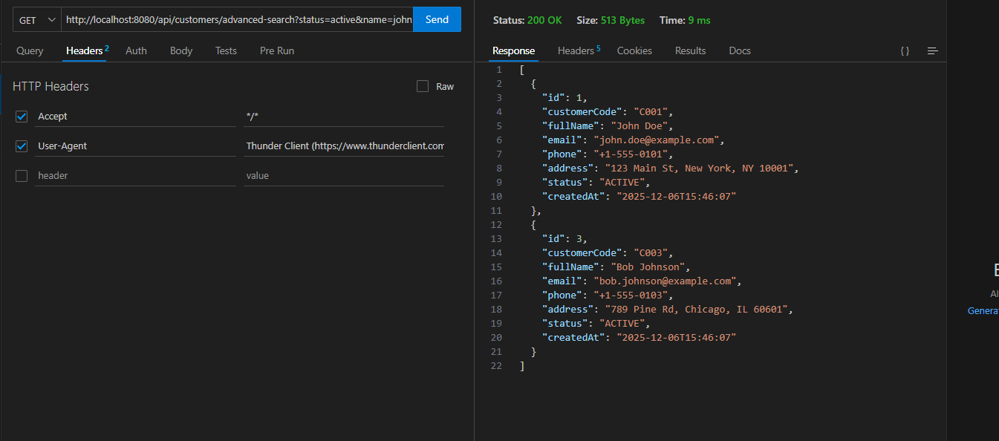 GET http://localhost:8080/api/customers/advanced-search?status=active&name=john Send
Query Headers 2 Auth Body Tests Pre Run
HTTP Headers Raw
Accept */*
User-Agent Thunder Client (https://www.thunderclient.com
header value
Status: 200 OK Size: 513 Bytes Time: 9 ms
Response Headers 5 Cookies Results Docs { }
1 [
2 {
3 "id": 1,
4 "customerCode": "C001",
5 "fullName": "John Doe",
6 "email": "john.doe@example.com",
7 "phone": "+1-555-0101",
8 "address": "123 Main St, New York, NY 10001",
9 "status": "ACTIVE",
10 "createdAt": "2025-12-06T15:46:07"
11 },
12 {
13 "id": 3,
14 "customerCode": "C003",
15 "fullName": "Bob Johnson",
16 "email": "bob.johnson@example.com",
17 "phone": "+1-555-0103",
18 "address": "789 Pine Rd, Chicago, IL 60601",
19 "status": "ACTIVE",
20 "createdAt": "2025-12-06T15:46:07"
21 }
22 ]